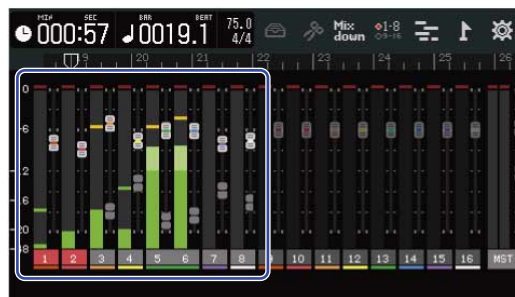 MIN SEC BAR BEAT
000:57 0019.1 75.0 4/4 Mix down 1-8 9-16
19 20 21 22 23 24 25 26
0
-6
-20
-48
1 2 3 4 5 6 7 8 9 10 11 12 13 14 15 16 MST